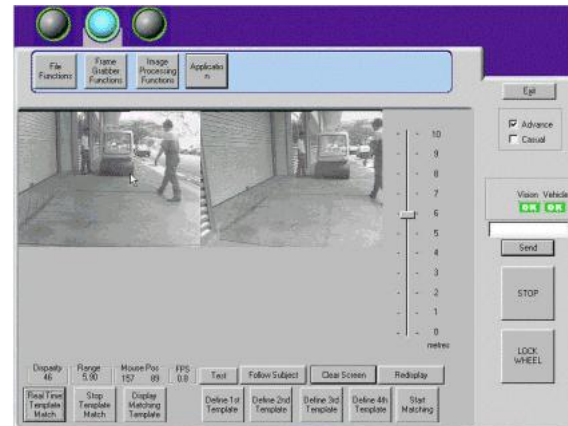 File
Functions
Frame
Grabber
Functions
Image
Processing
Functions
Applicatio
n
Exit
Advance
Casual
10
9
8
7
6
5
4
3
2
1
0
metres
Vision Vehicle
OK OK
Send
STOP
LOCK
WHEEL
Disparity
46
Range
5.90
Mouse Pos
157 89
FPS
0.0
Test
Follow Subject
Clear Screen
Redisplay
Real Time
Template
Match
Stop
Template
Match
Display
Matching
Template
Define 1st
Template
Define 2nd
Template
Define 3rd
Template
Define 4th
Template
Start
Matching